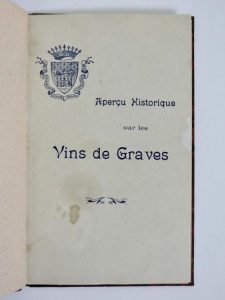 Aperçu Historique
sur les
Vins de Graves